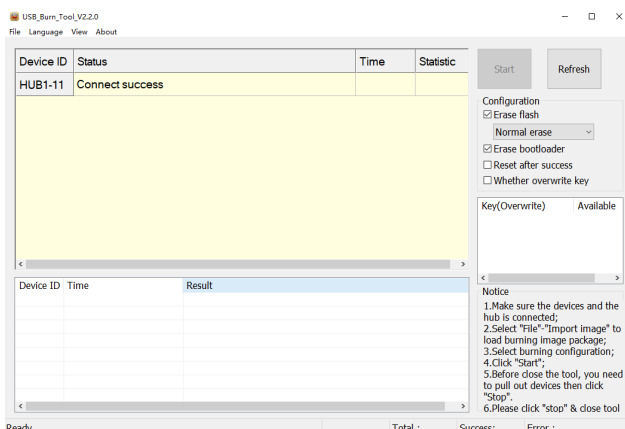 USB_Burn_Tool_V2.2.0
File Language View About
Device ID Status Time Statistic
HUB1-11 Connect success
Start Refresh
Configuration
Erase flash
Normal erase
Erase bootloader
Reset after success
Whether overwrite key
Key(Overwrite) Available
Device ID Time Result
Notice
1.Make sure the devices and the
hub is connected;
2.Select "File"-"Import image" to
load burning image package;
3.Select burning configuration;
4.Click "Start";
5.Before close the tool, you need
to pull out devices then click
"Stop".
6.Please click "stop" & close tool
Ready Total : Success: Error :